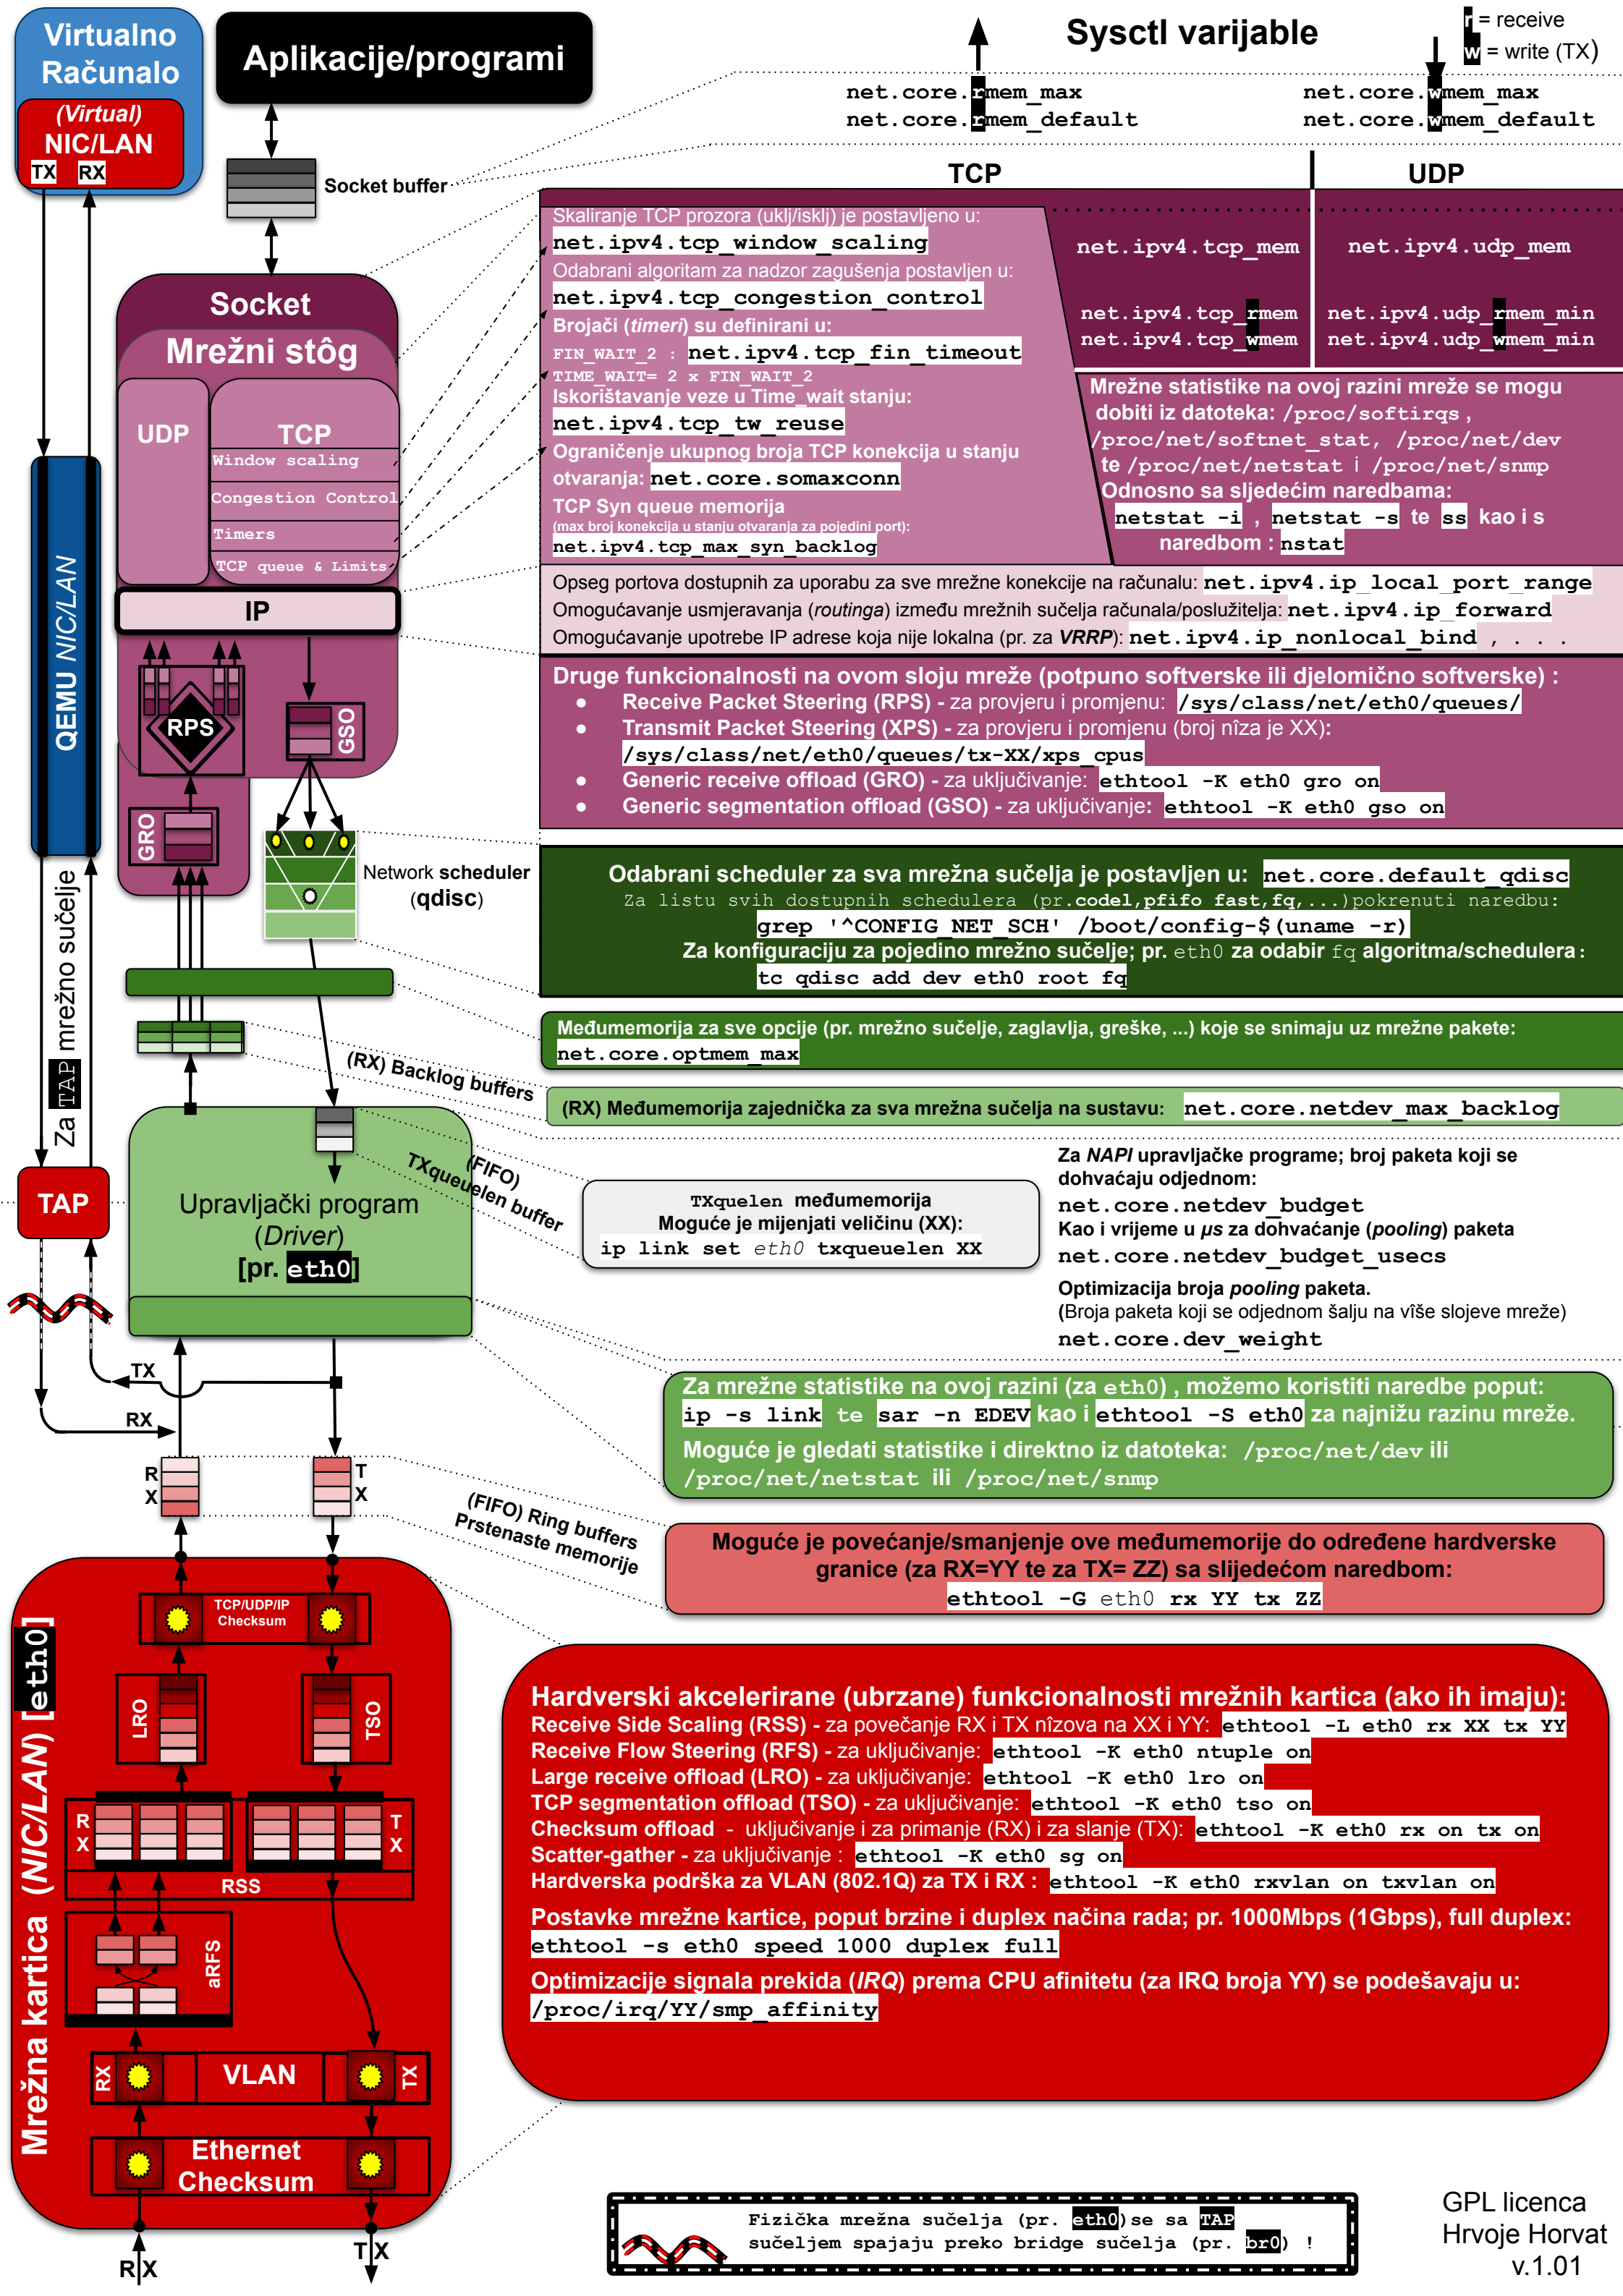 Virtualno
Računalo
(Virtual)
NIC/LAN
TX RX
Aplikacije/programi
Socket buffer
Sysctl varijable
r = receive
w = write (TX)
net.core.rmem_max
net.core.rmem_default
net.core.wmem_max
net.core.wmem_default
TCP
UDP
Socket
Mrežni stôg
UDP
TCP
Window scaling
Congestion Control
Timers
TCP queue & Limits
IP
RPS
GSO
GRO
Skaliranje TCP prozora (uklj/isklj) je postavljeno u:
net.ipv4.tcp_window_scaling
Odabrani algoritam za nadzor zagušenja postavljen u:
net.ipv4.tcp_congestion_control
Brojači (timeri) su definirani u:
FIN_WAIT_2 : net.ipv4.tcp_fin_timeout
TIME_WAIT= 2 x FIN_WAIT_2
Iskorištavanje veze u Time_wait stanju:
net.ipv4.tcp_tw_reuse
Ograničenje ukupnog broja TCP konekcija u stanju
otvaranja: net.core.somaxconn
TCP Syn queue memorija
(max broj konekcija u stanju otvaranja za pojedini port):
net.ipv4.tcp_max_syn_backlog
net.ipv4.tcp_mem
net.ipv4.tcp_rmem
net.ipv4.tcp_wmem
net.ipv4.udp_mem
net.ipv4.udp_rmem_min
net.ipv4.udp_wmem_min
Mrežne statistike na ovoj razini mreže se mogu
dobiti iz datoteka: /proc/softirqs ,
/proc/net/softnet_stat, /proc/net/dev
te /proc/net/netstat i /proc/net/snmp
Odnosno sa sljedećim naredbama:
netstat -i , netstat -s te ss kao i s
naredbom : nstat
Opseg portova dostupnih za uporabu za sve mrežne konekcije na računalu: net.ipv4.ip_local_port_range
Omogućavanje usmjeravanja (routinga) između mrežnih sučelja računala/poslužitelja: net.ipv4.ip_forward
Omogućavanje upotrebe IP adrese koja nije lokalna (pr. za VRRP): net.ipv4.ip_nonlocal_bind , . . .
Druge funkcionalnosti na ovom sloju mreže (potpuno softverske ili djelomično softverske) :
● Receive Packet Steering (RPS) - za provjeru i promjenu: /sys/class/net/eth0/queues/
● Transmit Packet Steering (XPS) - za provjeru i promjenu (broj nîza je XX):
/sys/class/net/eth0/queues/tx-XX/xps_cpus
● Generic receive offload (GRO) - za uključivanje: ethtool -K eth0 gro on
● Generic segmentation offload (GSO) - za uključivanje: ethtool -K eth0 gso on
QEMU NIC/LAN
Za TAP mrežno sučelje
TAP
Network scheduler
(qdisc)
Odabrani scheduler za sva mrežna sučelja je postavljen u: net.core.default_qdisc
Za listu svih dostupnih schedulera (pr.codel,pfifo fast,fq,...)pokrenuti naredbu:
grep '^CONFIG_NET_SCH' /boot/config-$(uname -r)
Za konfiguraciju za pojedino mrežno sučelje; pr. eth0 za odabir fq algoritma/schedulera:
tc qdisc add dev eth0 root fq
Međumemorija za sve opcije (pr. mrežno sučelje, zaglavlja, greške, ...) koje se snimaju uz mrežne pakete:
net.core.optmem_max
(RX) Backlog buffers
(RX) Međumemorija zajednička za sva mrežna sučelja na sustavu: net.core.netdev_max_backlog
Upravljački program
(Driver)
[pr. eth0]
(FIFO)
TXqueuelen buffer
TXquelen međumemorija
Moguće je mijenjati veličinu (XX):
ip link set eth0 txqueuelen XX
Za NAPI upravljačke programe; broj paketa koji se
dohvaćaju odjednom:
net.core.netdev_budget
Kao i vrijeme u µs za dohvaćanje (pooling) paketa
net.core.netdev_budget_usecs
Optimizacija broja pooling paketa.
(Broja paketa koji se odjednom šalju na vîše slojeve mreže)
net.core.dev_weight
TX
RX
Za mrežne statistike na ovoj razini (za eth0) , možemo koristiti naredbe poput:
ip -s link te sar -n EDEV kao i ethtool -S eth0 za najnižu razinu mreže.
Moguće je gledati statistike i direktno iz datoteka: /proc/net/dev ili
/proc/net/netstat ili /proc/net/snmp
R
X
T
X
(FIFO) Ring buffers
Prstenaste memorije
Moguće je povećanje/smanjenje ove međumemorije do određene hardverske
granice (za RX=YY te za TX= ZZ) sa slijedećom naredbom:
ethtool -G eth0 rx YY tx ZZ
Mrežna kartica (NIC/LAN) [eth0]
TCP/UDP/IP
Checksum
LRO
TSO
R
X
T
X
RSS
aRFS
RX
VLAN
TX
Ethernet
Checksum
RX
TX
Hardverski akcelerirane (ubrzane) funkcionalnosti mrežnih kartica (ako ih imaju):
Receive Side Scaling (RSS) - za povečanje RX i TX nîzova na XX i YY: ethtool -L eth0 rx XX tx YY
Receive Flow Steering (RFS) - za uključivanje: ethtool -K eth0 ntuple on
Large receive offload (LRO) - za uključivanje: ethtool -K eth0 lro on
TCP segmentation offload (TSO) - za uključivanje: ethtool -K eth0 tso on
Checksum offload - uključivanje i za primanje (RX) i za slanje (TX): ethtool -K eth0 rx on tx on
Scatter-gather - za uključivanje : ethtool -K eth0 sg on
Hardverska podrška za VLAN (802.1Q) za TX i RX : ethtool -K eth0 rxvlan on txvlan on
Postavke mrežne kartice, poput brzine i duplex načina rada; pr. 1000Mbps (1Gbps), full duplex:
ethtool -s eth0 speed 1000 duplex full
Optimizacije signala prekida (IRQ) prema CPU afinitetu (za IRQ broja YY) se podešavaju u:
/proc/irq/YY/smp_affinity
Fizička mrežna sučelja (pr. eth0)se sa TAP
sučeljem spajaju preko bridge sučelja (pr. br0) !
GPL licenca
Hrvoje Horvat
v.1.01